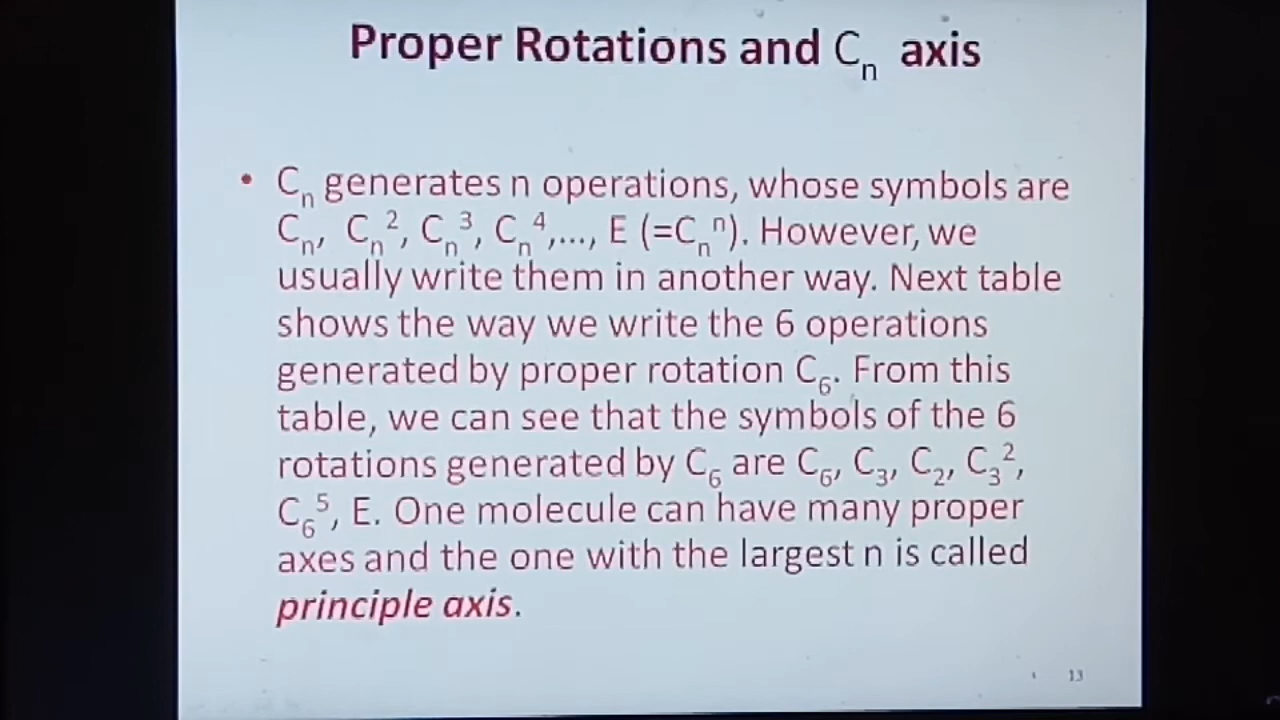 Proper Rotations and Cₙ axis
• Cₙ generates n operations, whose symbols are
Cₙ, Cₙ², Cₙ³, Cₙ⁴,..., E (=Cₙⁿ). However, we
usually write them in another way. Next table
shows the way we write the 6 operations
generated by proper rotation C₆. From this
table, we can see that the symbols of the 6
rotations generated by C₆ are C₆, C₃, C₂, C₃²,
C₆⁵, E. One molecule can have many proper
axes and the one with the largest n is called
principle axis.
13